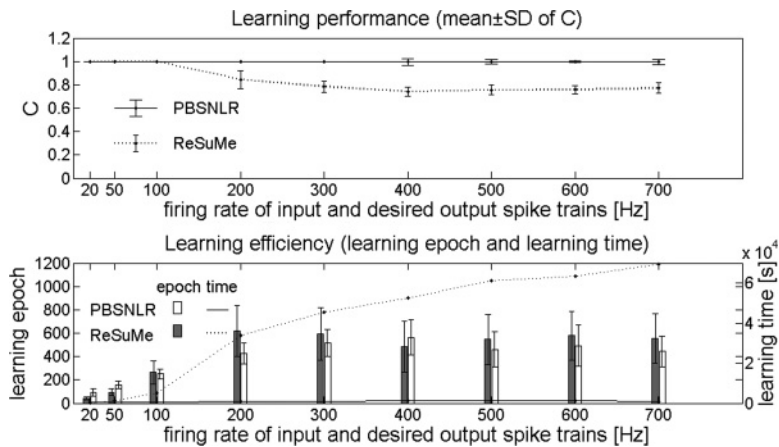 Learning performance (mean±SD of C)
1.2
1
0.8
0.6
0.4
0.2
0
C
PBSNLR
ReSuMe
20 50 100 200 300 400 500 600 700
firing rate of input and desired output spike trains [Hz]
Learning efficiency (learning epoch and learning time)
x 10^4
1200
1000
800
600
400
200
0
learning epoch
epoch time
PBSNLR
ReSuMe
6
4
2
0
learning time [s]
20 50 100 200 300 400 500 600 700
firing rate of input and desired output spike trains [Hz]